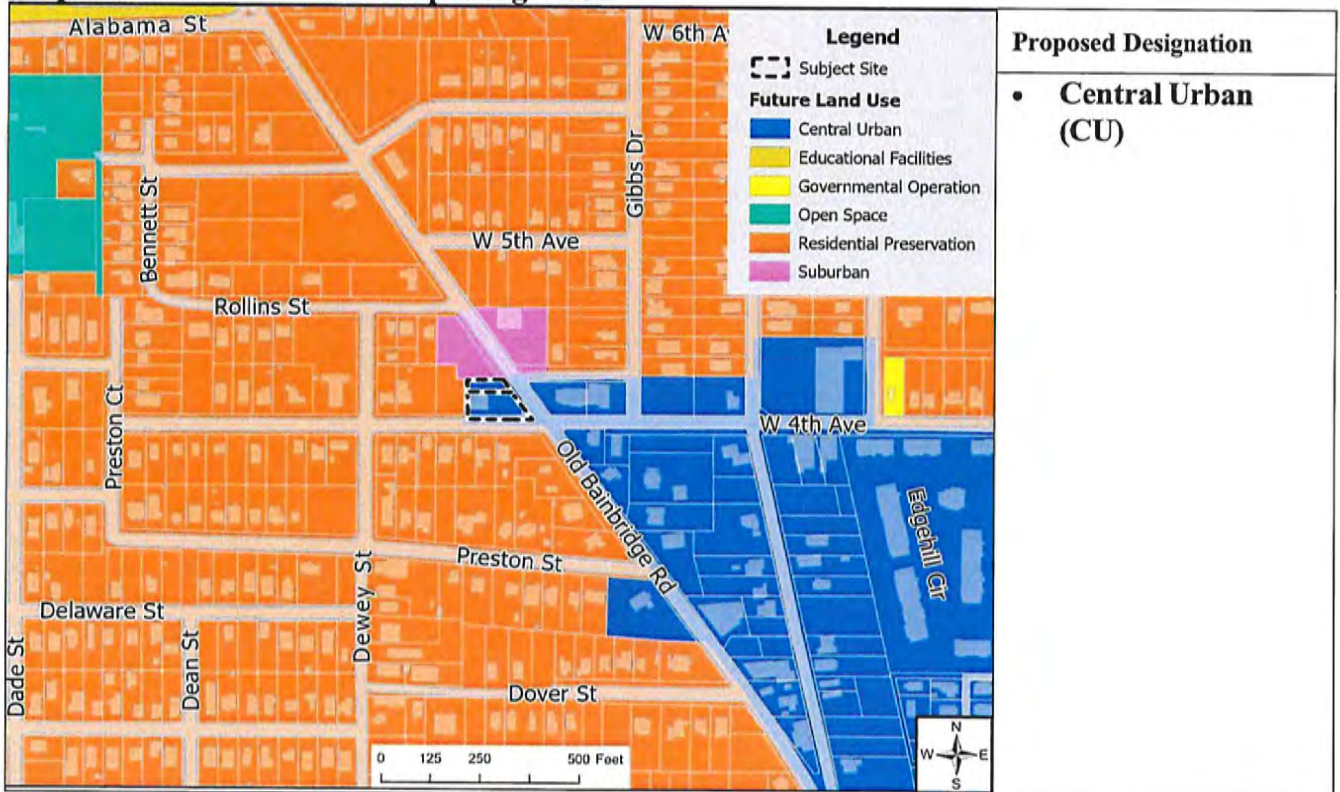 Alabama St
W 6th A
Legend
Subject Site
Future Land Use
Central Urban
Educational Facilities
Governmental Operation
Open Space
Residential Preservation
Suburban
Proposed Designation
• Central Urban
(CU)
Bennett St
Gibbs Dr
W 5th Ave
Rollins St
Preston Ct
W 4th Ave
Old Bainbridge Rd
Edgehill Cir
Preston St
Delaware St
Dewey St
Dade St
Dean St
Dover St
0 125 250 500 Feet
N
W E
S